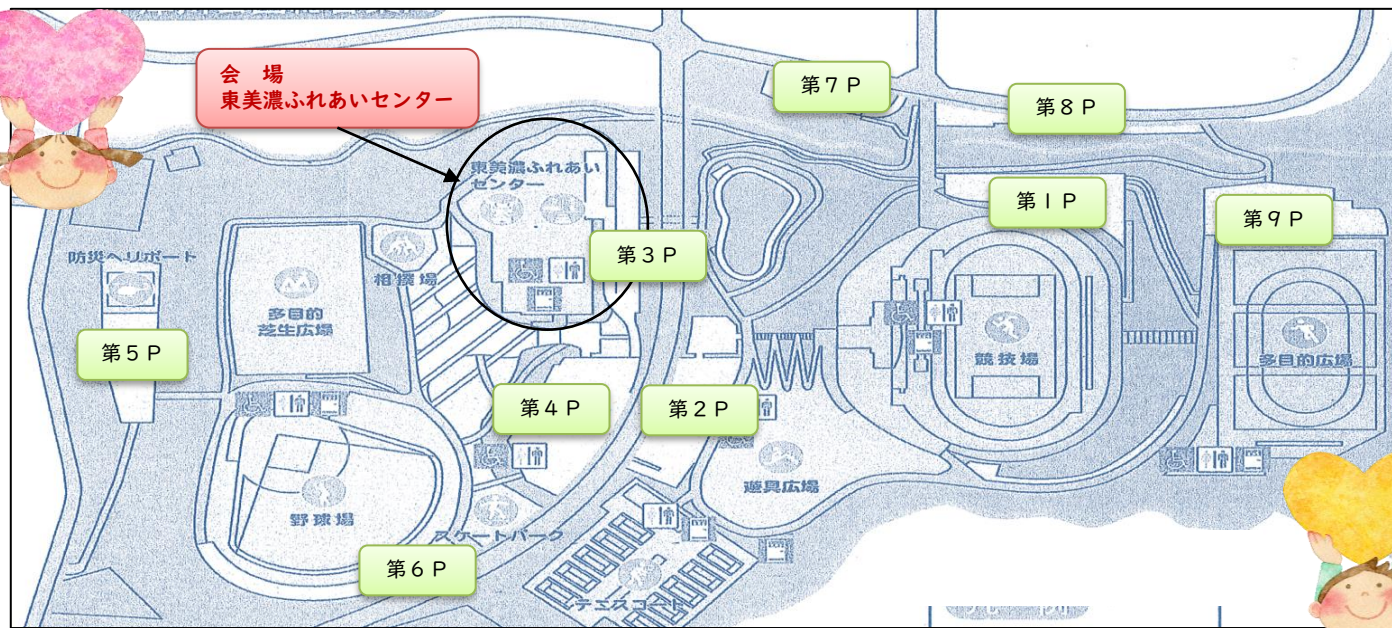 会　場
東美濃ふれあいセンター
第７Ｐ
第８Ｐ
東美濃ふれあい
センター
第１Ｐ
第９Ｐ
第３Ｐ
防災ヘリポート
相撲場
多目的
芝生広場
第５Ｐ
競技場
多目的広場
第４Ｐ
第２Ｐ
遊具広場
野球場
スケートパーク
第６Ｐ
テニスコート